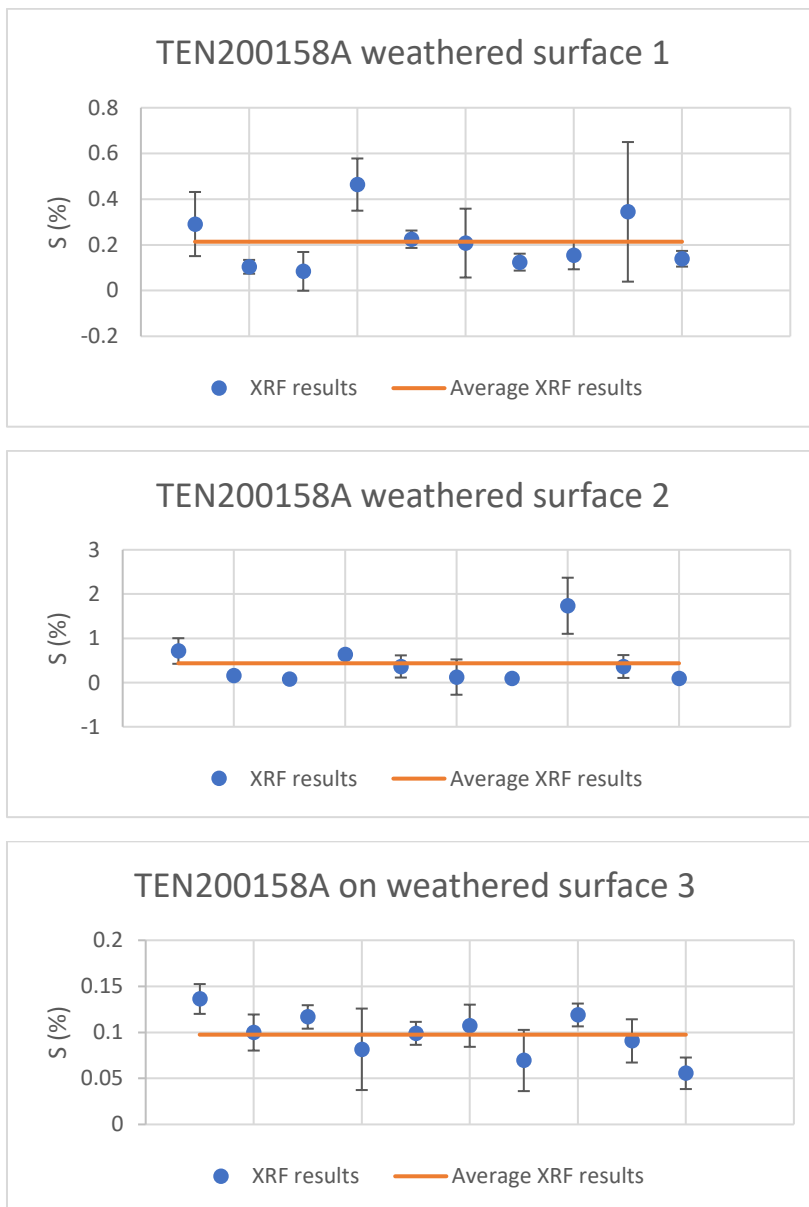 TEN200158A weathered surface 1
0.8
0.6
0.4
0.2
0
-0.2
S (%)
XRF results Average XRF results
TEN200158A weathered surface 2
3
2
1
0
-1
S (%)
XRF results Average XRF results
TEN200158A on weathered surface 3
0.2
0.15
0.1
0.05
0
S (%)
XRF results Average XRF results